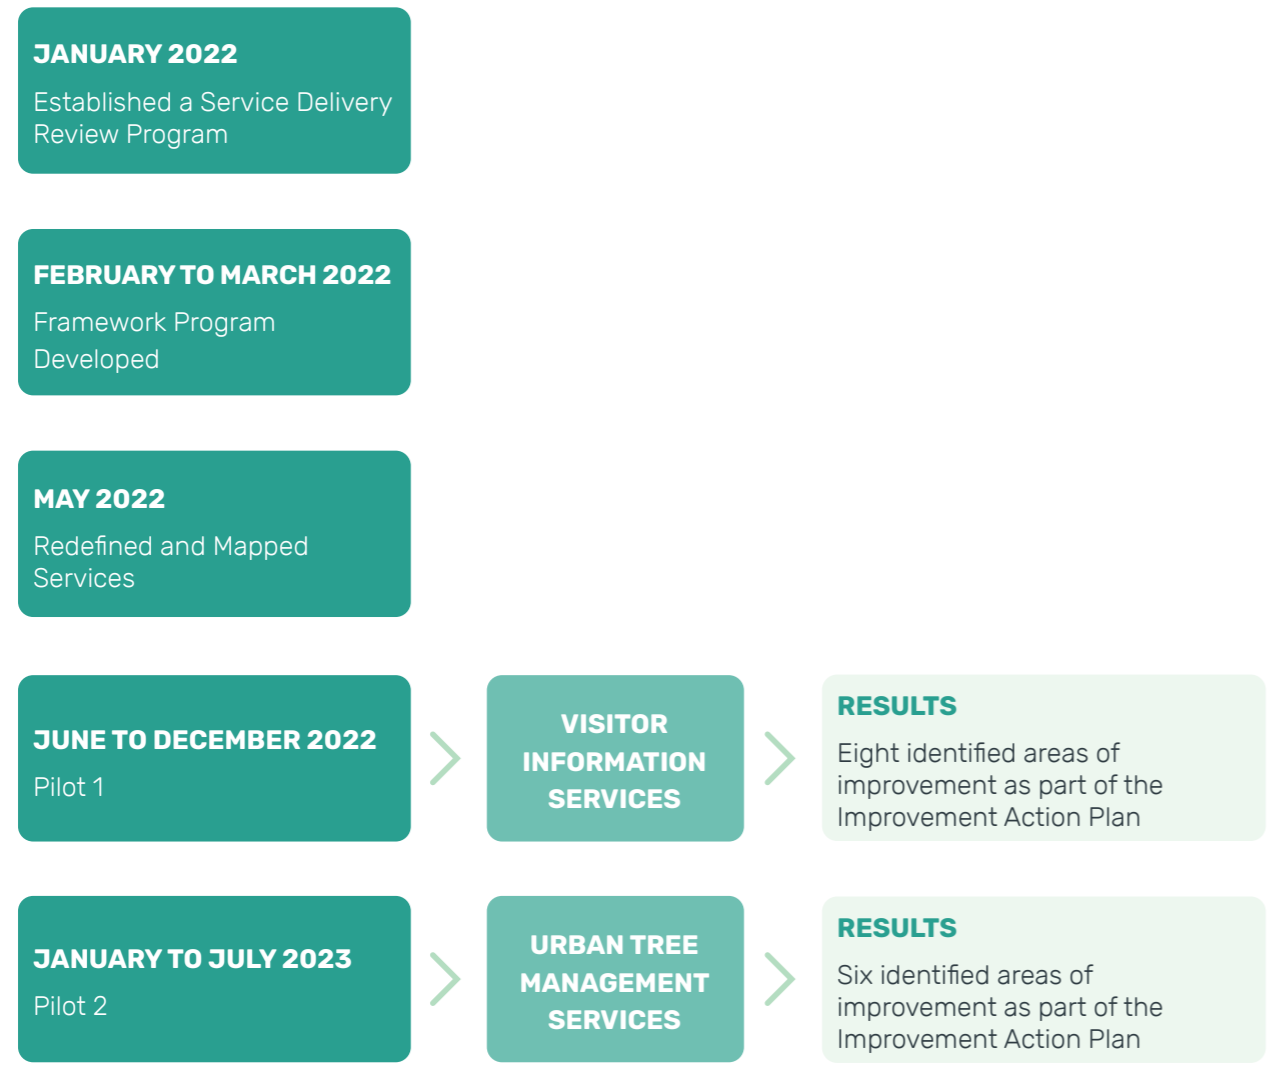 JANUARY 2022
Established a Service Delivery
Review Program
FEBRUARY TO MARCH 2022
Framework Program
Developed
MAY 2022
Redefined and Mapped
Services
JUNE TO DECEMBER 2022
Pilot 1
VISITOR
INFORMATION
SERVICES
RESULTS
Eight identified areas of
improvement as part of the
Improvement Action Plan
JANUARY TO JULY 2023
Pilot 2
URBAN TREE
MANAGEMENT
SERVICES
RESULTS
Six identified areas of
improvement as part of the
Improvement Action Plan